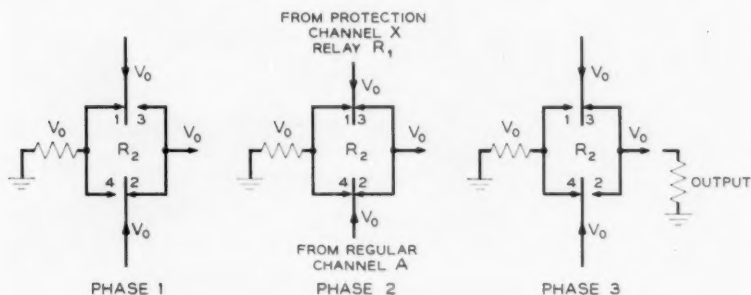 FROM PROTECTION
CHANNEL X
RELAY R1
V0
V0
V0
1 3
1 3
1 3
V0
V0
V0
V0
V0
V0
R2
R2
R2
4 2
4 2
4 2
OUTPUT
V0
V0
V0
FROM REGULAR
CHANNEL A
PHASE 1
PHASE 2
PHASE 3